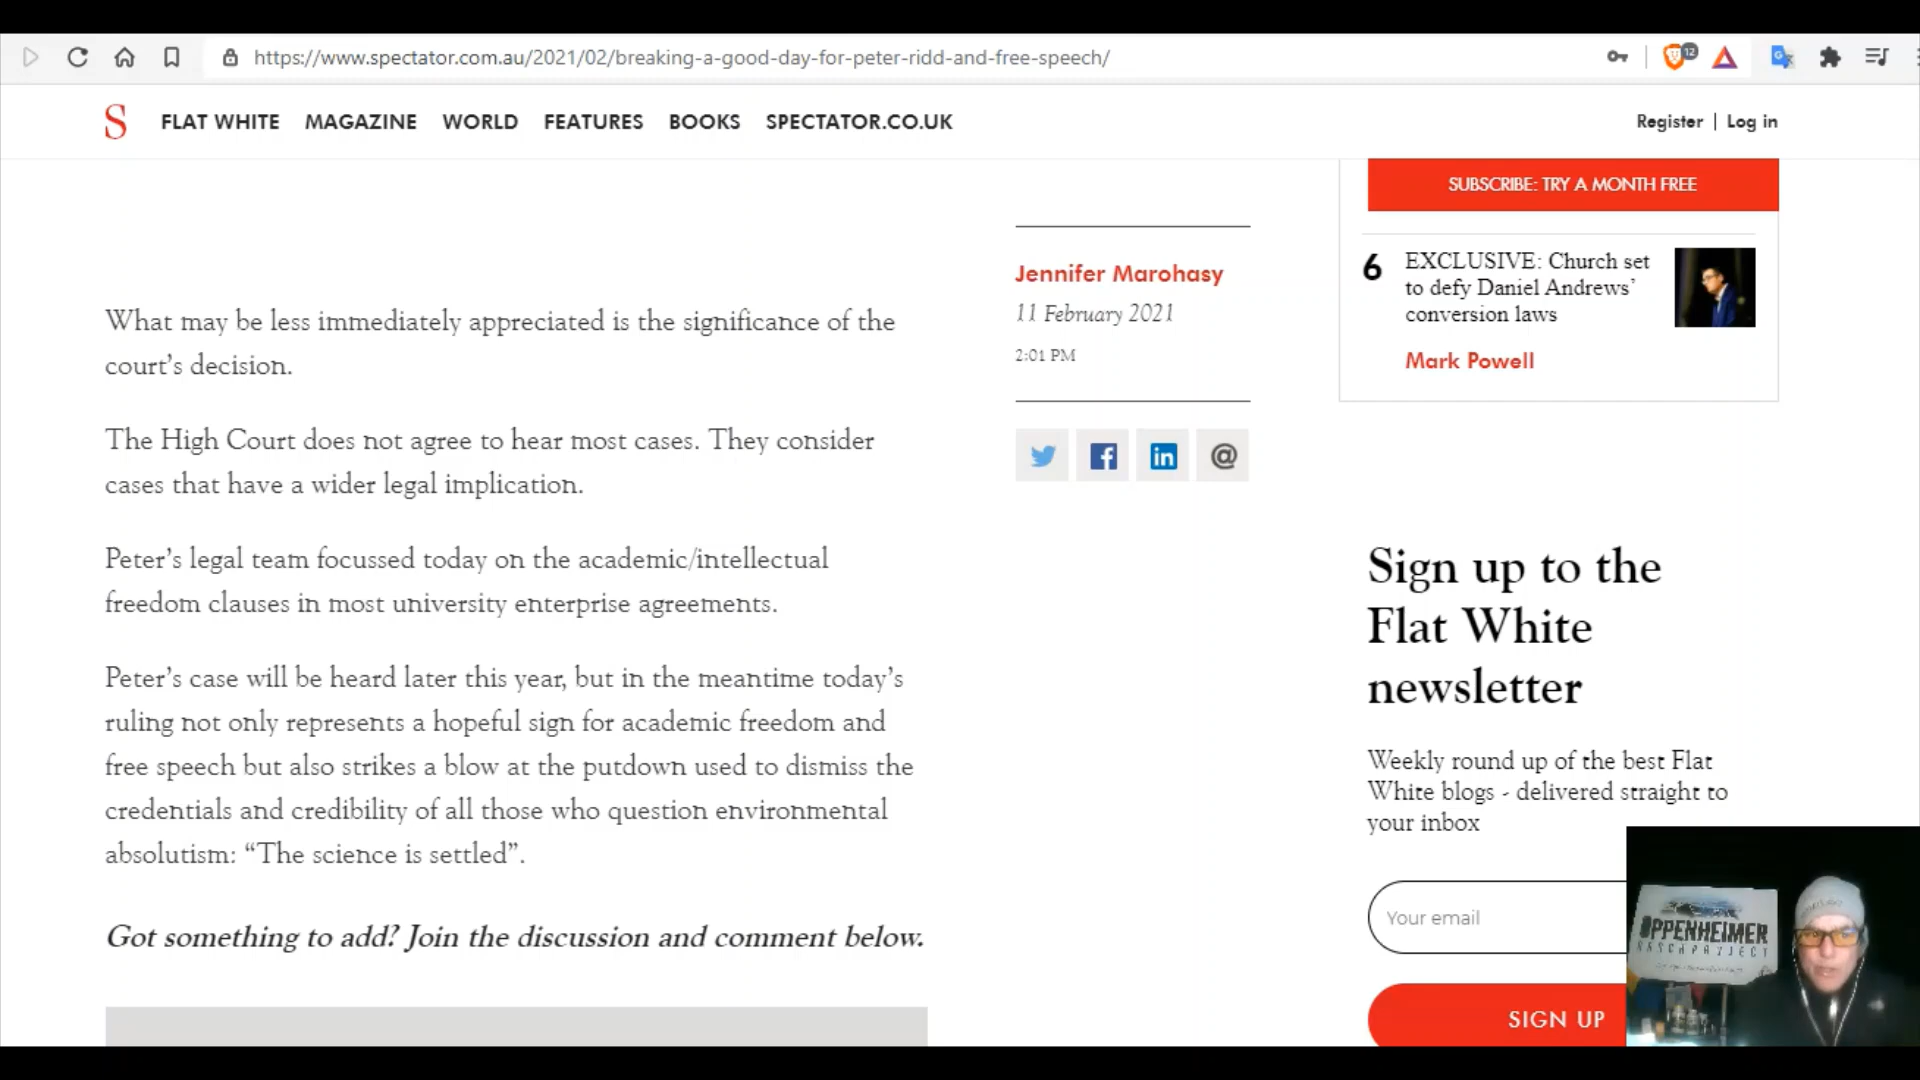 https://www.spectator.com.au/2021/02/breaking-a-good-day-for-peter-ridd-and-free-speech/
12
S FLAT WHITE MAGAZINE WORLD FEATURES BOOKS SPECTATOR.CO.UK
Register | Log in
What may be less immediately appreciated is the significance of the
court's decision.
The High Court does not agree to hear most cases. They consider
cases that have a wider legal implication.
Peter's legal team focussed today on the academic/intellectual
freedom clauses in most university enterprise agreements.
Peter's case will be heard later this year, but in the meantime today's
ruling not only represents a hopeful sign for academic freedom and
free speech but also strikes a blow at the putdown used to dismiss the
credentials and credibility of all those who question environmental
absolutism: “The science is settled”.
Got something to add? Join the discussion and comment below.
Jennifer Marohasy
11 February 2021
2:01 PM
SUBSCRIBE: TRY A MONTH FREE
6
EXCLUSIVE: Church set
to defy Daniel Andrews'
conversion laws
Mark Powell
Sign up to the
Flat White
newsletter
Weekly round up of the best Flat
White blogs - delivered straight to
your inbox
Your email
SIGN UP
OPPENHEIMER